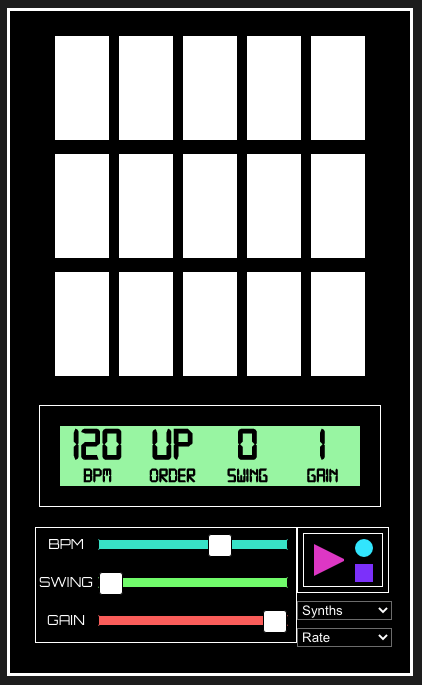 120 UP 0 1
BPM ORDER SWING GAIN
BPM
SWING
GAIN
Synths
Rate